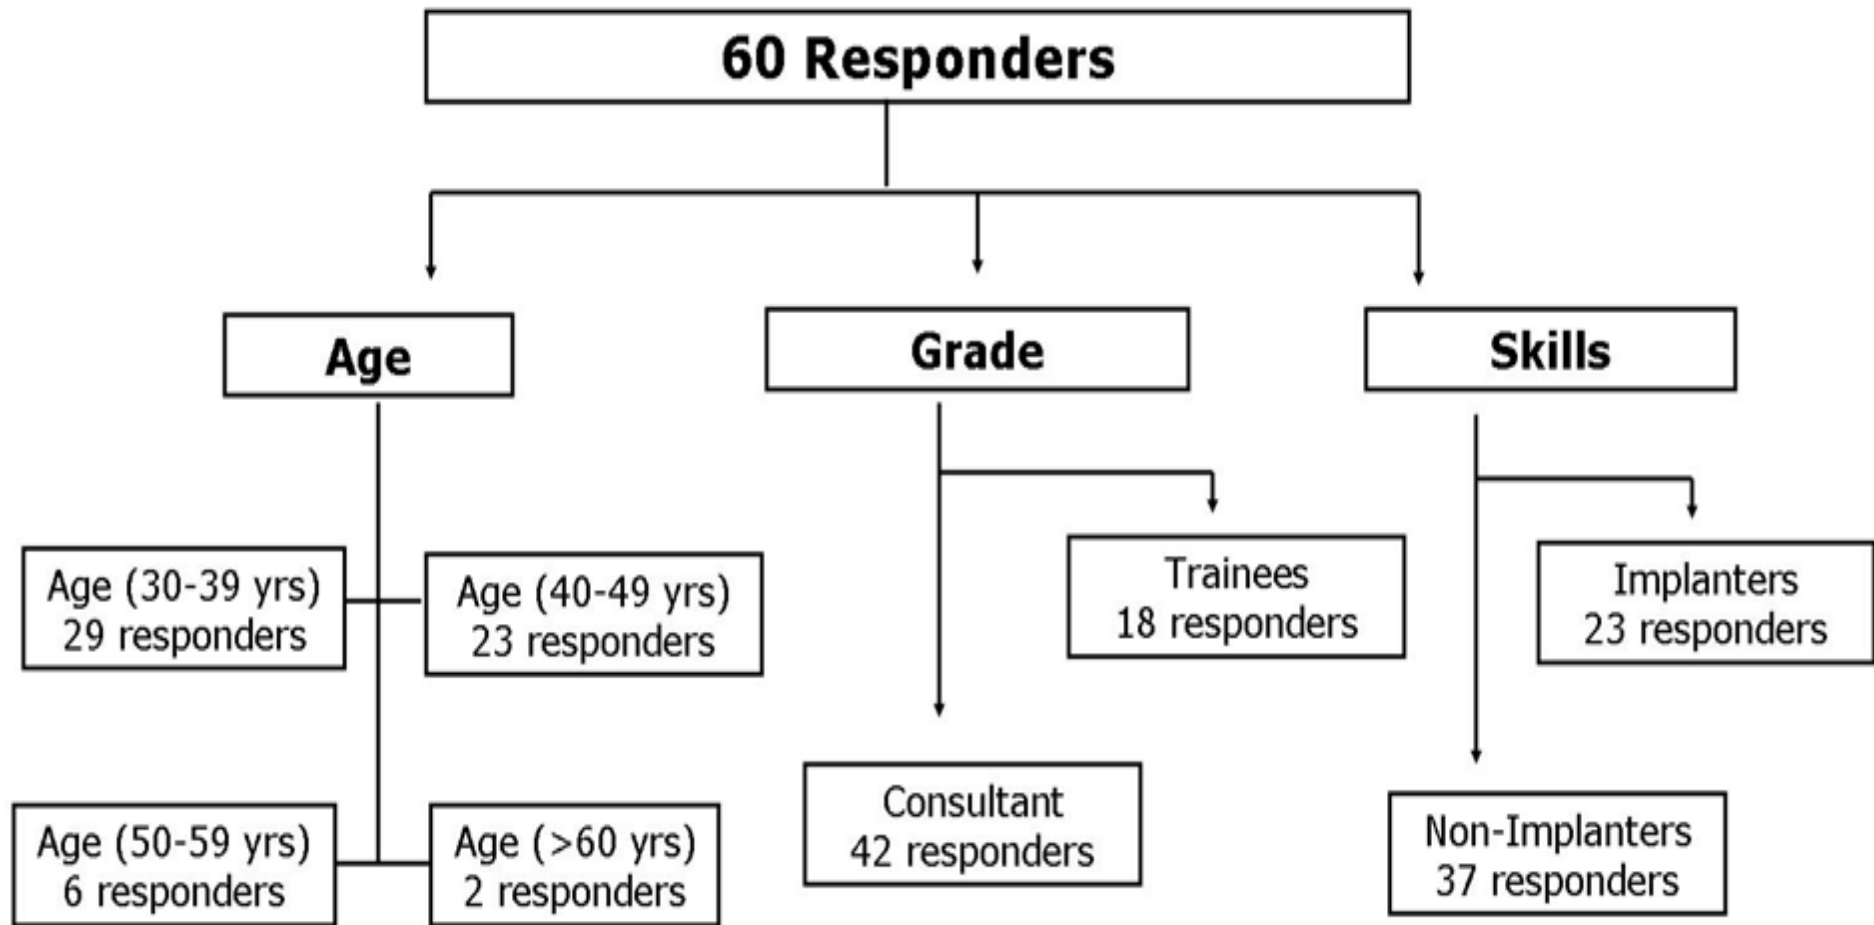 60 Responders
Age
Grade
Skills
Age (30-39 yrs)
29 responders
Age (40-49 yrs)
23 responders
Trainees
18 responders
Implanters
23 responders
Age (50-59 yrs)
6 responders
Age (>60 yrs)
2 responders
Consultant
42 responders
Non-Implanters
37 responders